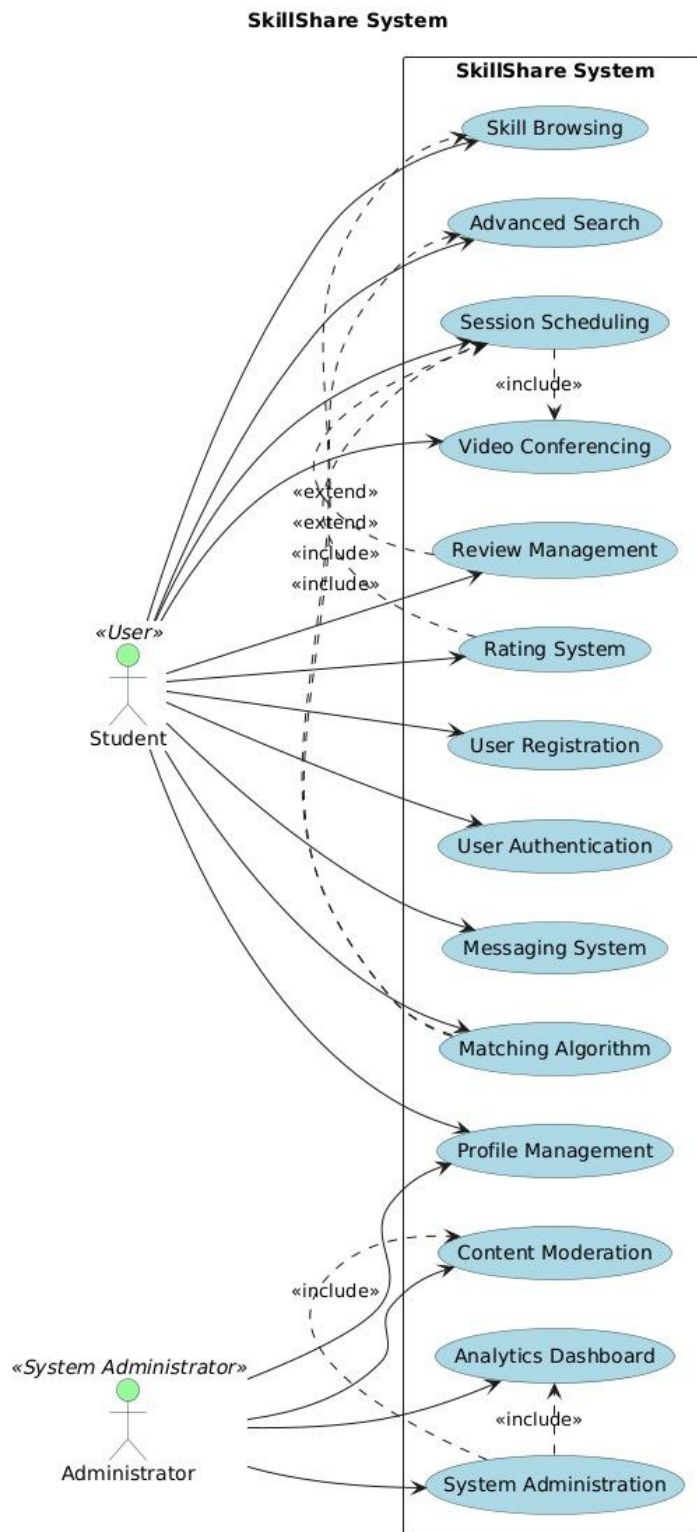 SkillShare System
SkillShare System
Skill Browsing
Advanced Search
Session Scheduling
«include»
Video Conferencing
«extend»
«extend»
«include»
«include»
Review Management
«User»
Student
Rating System
User Registration
User Authentication
Messaging System
Matching Algorithm
Profile Management
Content Moderation
«include»
«System Administrator»
Administrator
Analytics Dashboard
«include»
System Administration